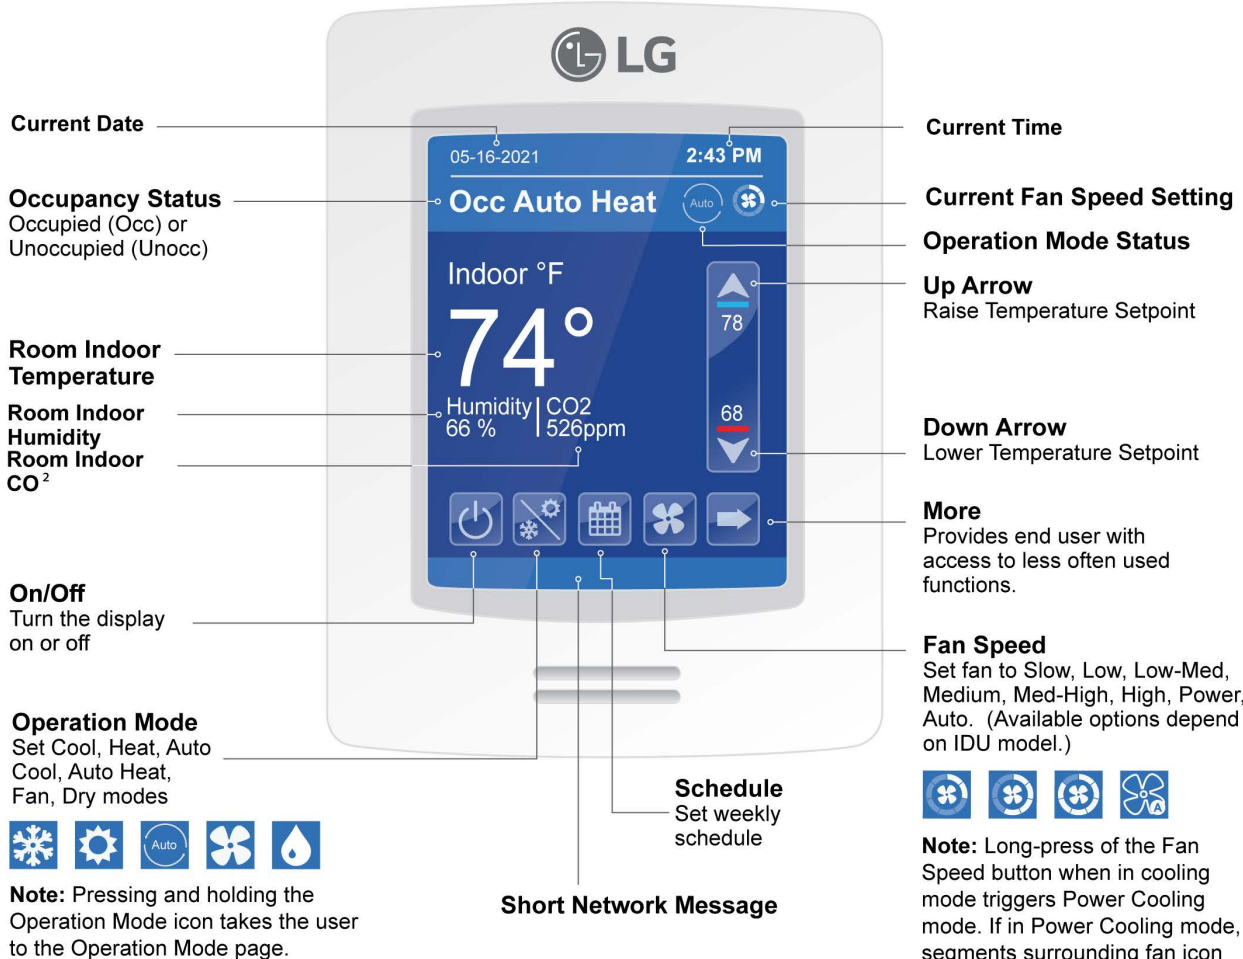 LG
Current Date
Occupancy Status
Occupied (Occ) or
Unoccupied (Unocc)
Room Indoor
Temperature
Room Indoor
Humidity
Room Indoor
CO²
On/Off
Turn the display
on or off
Operation Mode
Set Cool, Heat, Auto
Cool, Auto Heat,
Fan, Dry modes
Auto
Note: Pressing and holding the
Operation Mode icon takes the user
to the Operation Mode page.
05-16-2021 2:43 PM
Occ Auto Heat Auto
Indoor °F
74°
Humidity CO2
66 % 526ppm
78
68
Schedule
Set weekly
schedule
Short Network Message
Current Time
Current Fan Speed Setting
Operation Mode Status
Up Arrow
Raise Temperature Setpoint
Down Arrow
Lower Temperature Setpoint
More
Provides end user with
access to less often used
functions.
Fan Speed
Set fan to Slow, Low, Low-Med,
Medium, Med-High, High, Power,
Auto. (Available options depend
on IDU model.)
A
Note: Long-press of the Fan
Speed button when in cooling
mode triggers Power Cooling
mode. If in Power Cooling mode,
segments surrounding fan icon